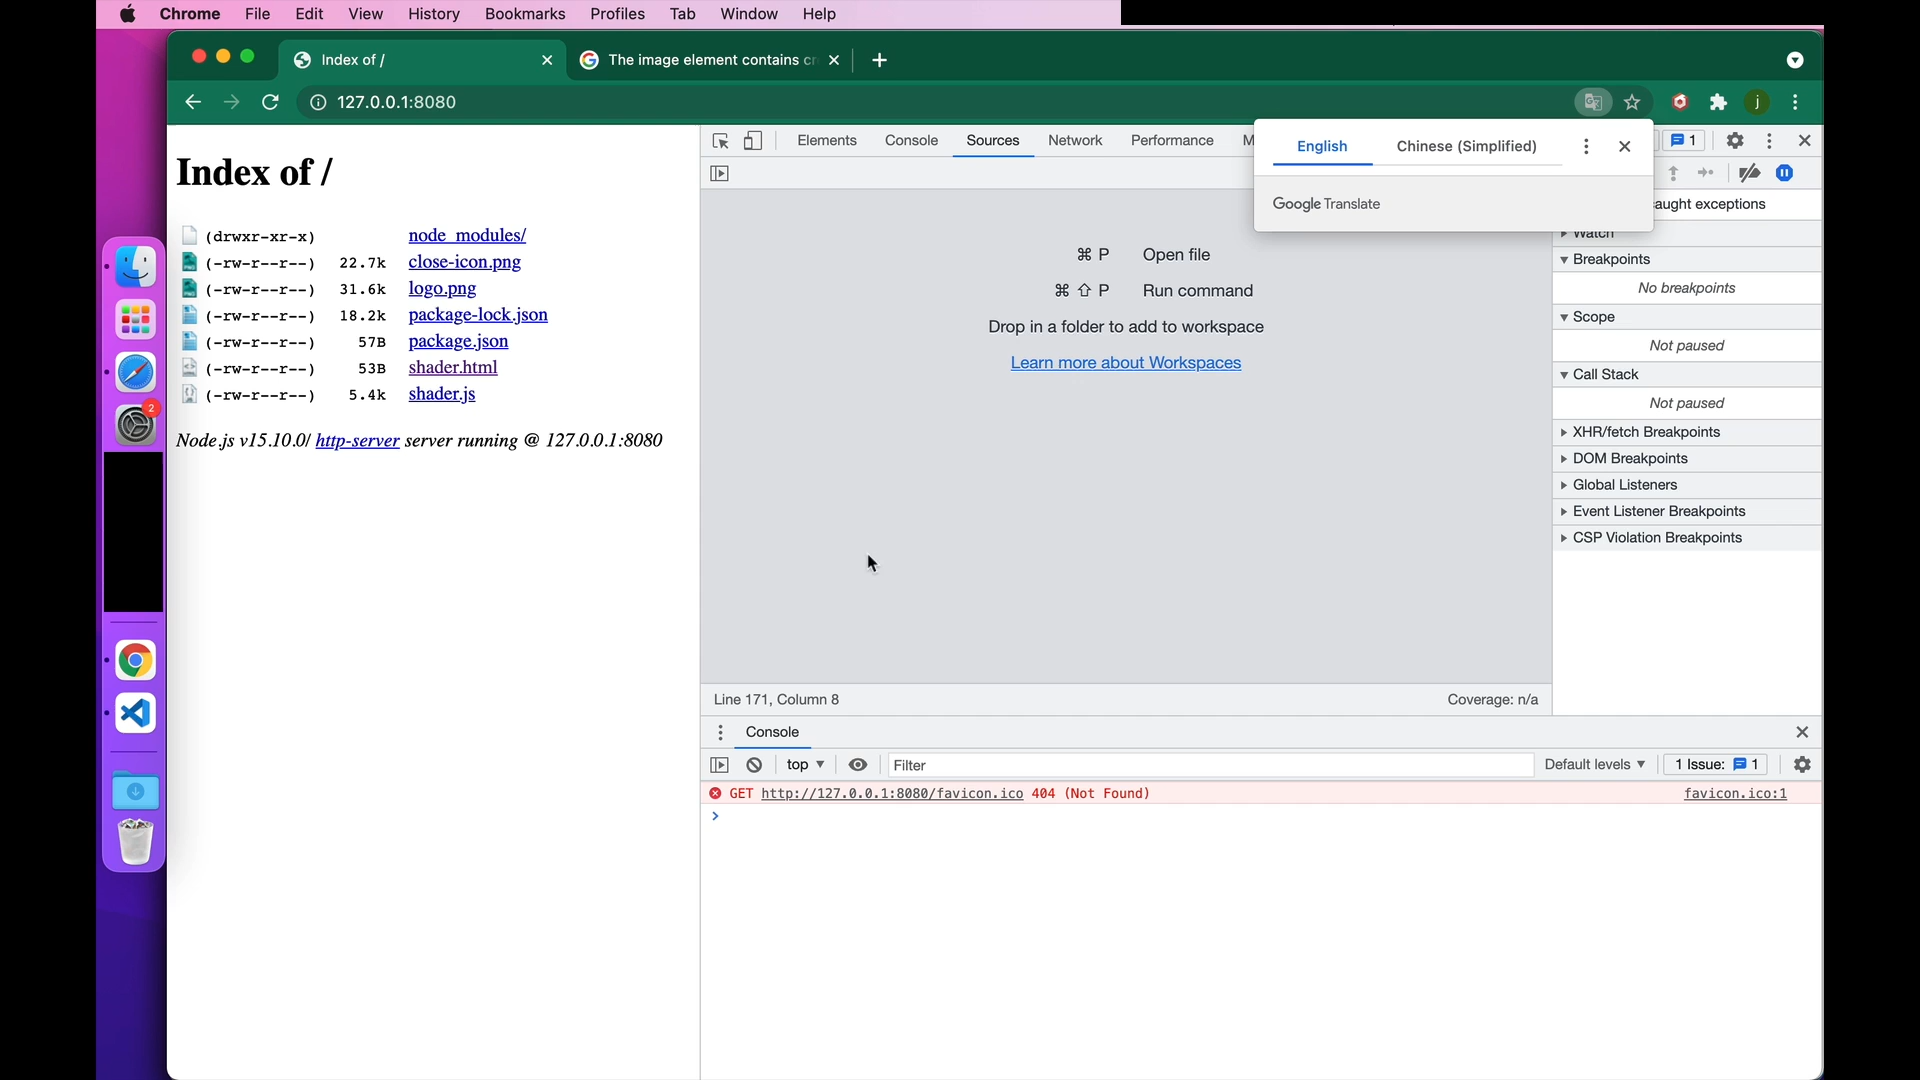 Chrome File Edit View History Bookmarks Profiles Tab Window Help
Index of /
The image element contains
127.0.0.1:8080
j
Elements Console Sources Network Performance M
1
English Chinese (Simplified)
Google Translate
aught exceptions
Index of /
(drwxr-xr-x) node_modules/
(-rw-r--r--) 22.7k close-icon.png
(-rw-r--r--) 31.6k logo.png
(-rw-r--r--) 18.2k package-lock.json
(-rw-r--r--) 57B package.json
(-rw-r--r--) 53B shader.html
(-rw-r--r--) 5.4k shader.js
Node.js v15.10.0/ http-server server running @ 127.0.0.1:8080
2
⌘ P Open file
⌘ ⇧ P Run command
Drop in a folder to add to workspace
Learn more about Workspaces
Watch
Breakpoints
No breakpoints
Scope
Not paused
Call Stack
Not paused
XHR/fetch Breakpoints
DOM Breakpoints
Global Listeners
Event Listener Breakpoints
CSP Violation Breakpoints
Line 171, Column 8
Coverage: n/a
Console
top
Filter
Default levels
1 Issue: 1
GET http://127.0.0.1:8080/favicon.ico 404 (Not Found) favicon.ico:1